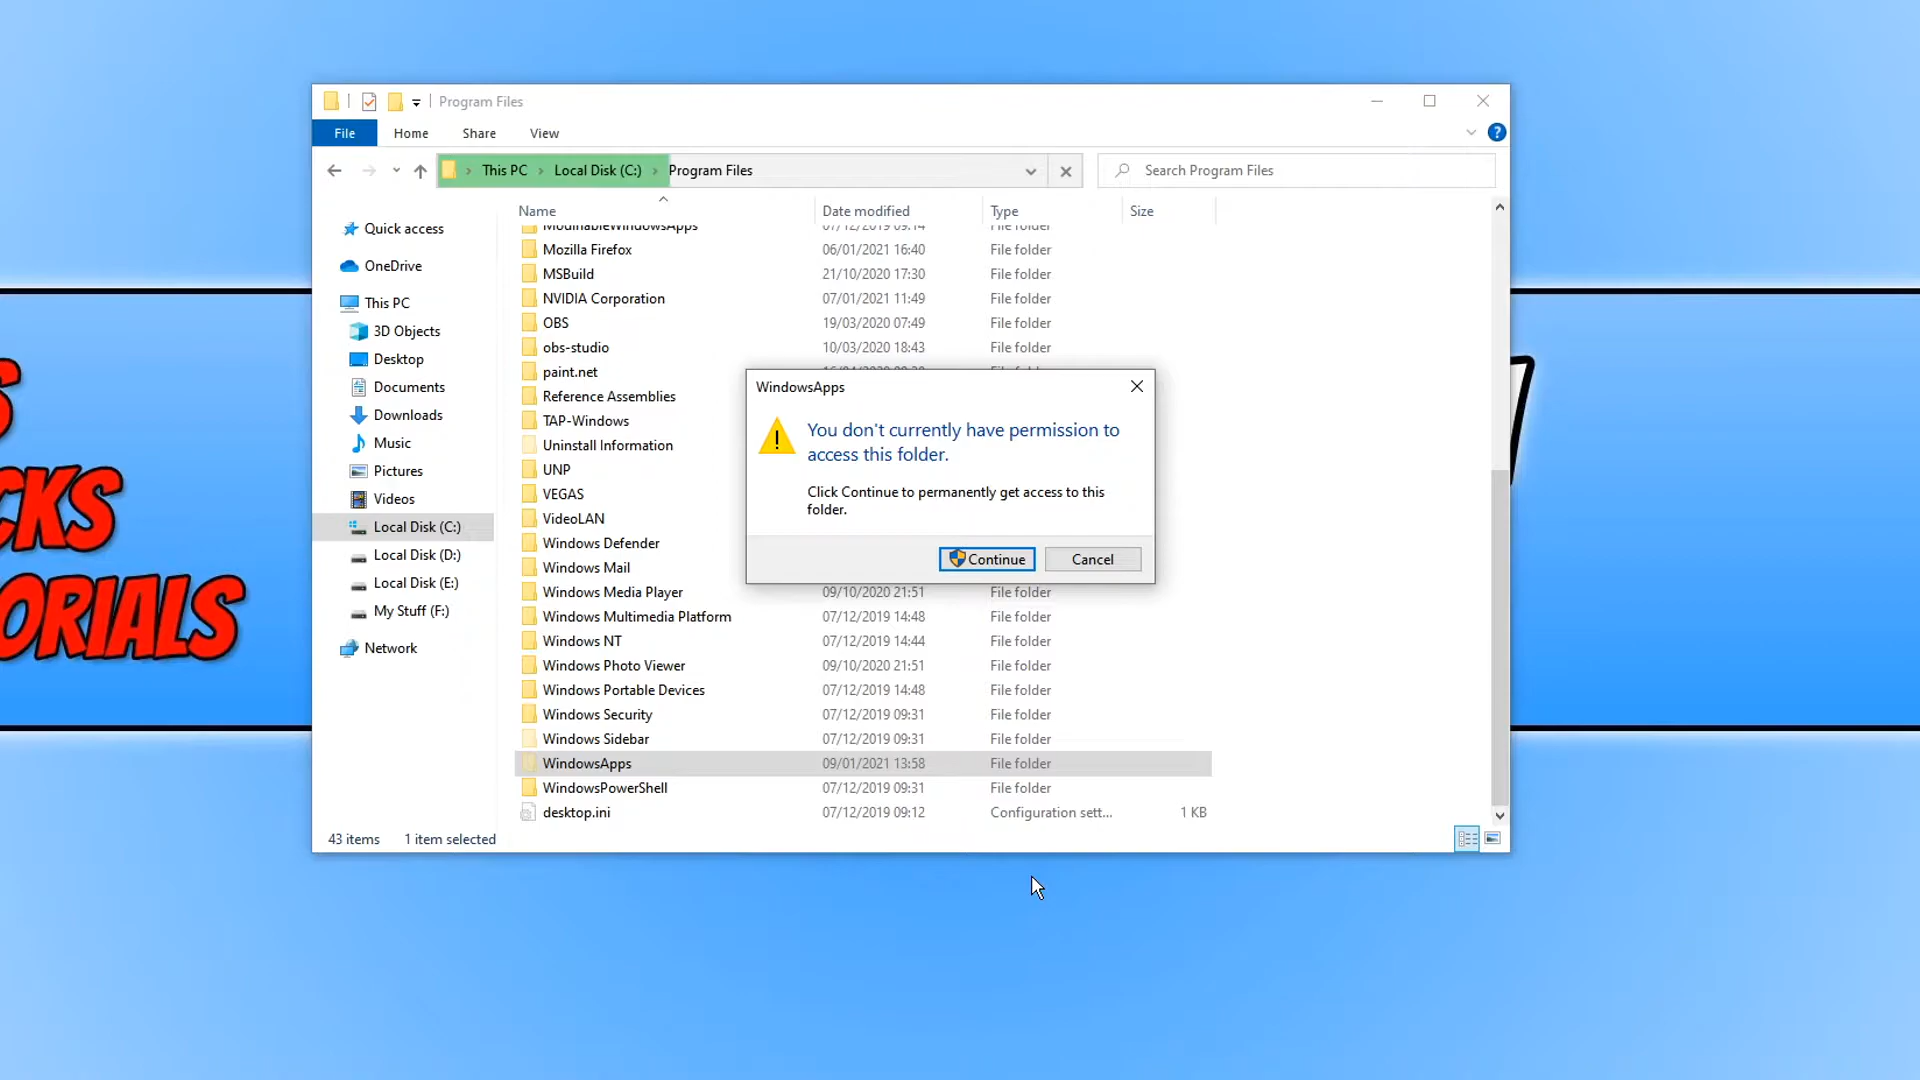 Program Files
File Home Share View
This PC Local Disk (C:) Program Files
Search Program Files
Name Date modified Type Size
Quick access
OneDrive
This PC
3D Objects
Desktop
Documents
Downloads
Music
Pictures
Videos
Local Disk (C:)
Local Disk (D:)
Local Disk (E:)
My Stuff (F:)
Network
ModifiableWindowsApps 07/12/2019 09:14 File folder
Mozilla Firefox 06/01/2021 16:40 File folder
MSBuild 21/10/2020 17:30 File folder
NVIDIA Corporation 07/01/2021 11:49 File folder
OBS 19/03/2020 07:49 File folder
obs-studio 10/03/2020 18:43 File folder
paint.net
Reference Assemblies
TAP-Windows
Uninstall Information
UNP
VEGAS
VideoLAN
Windows Defender
Windows Mail
Windows Media Player 09/10/2020 21:51 File folder
Windows Multimedia Platform 07/12/2019 14:48 File folder
Windows NT 07/12/2019 14:44 File folder
Windows Photo Viewer 09/10/2020 21:51 File folder
Windows Portable Devices 07/12/2019 14:48 File folder
Windows Security 07/12/2019 09:31 File folder
Windows Sidebar 07/12/2019 09:31 File folder
WindowsApps 09/01/2021 13:58 File folder
WindowsPowerShell 07/12/2019 09:31 File folder
desktop.ini 07/12/2019 09:12 Configuration sett... 1 KB
43 items 1 item selected
WindowsApps
You don't currently have permission to
access this folder.
Click Continue to permanently get access to this
folder.
Continue Cancel
S
CKS
ORIALS